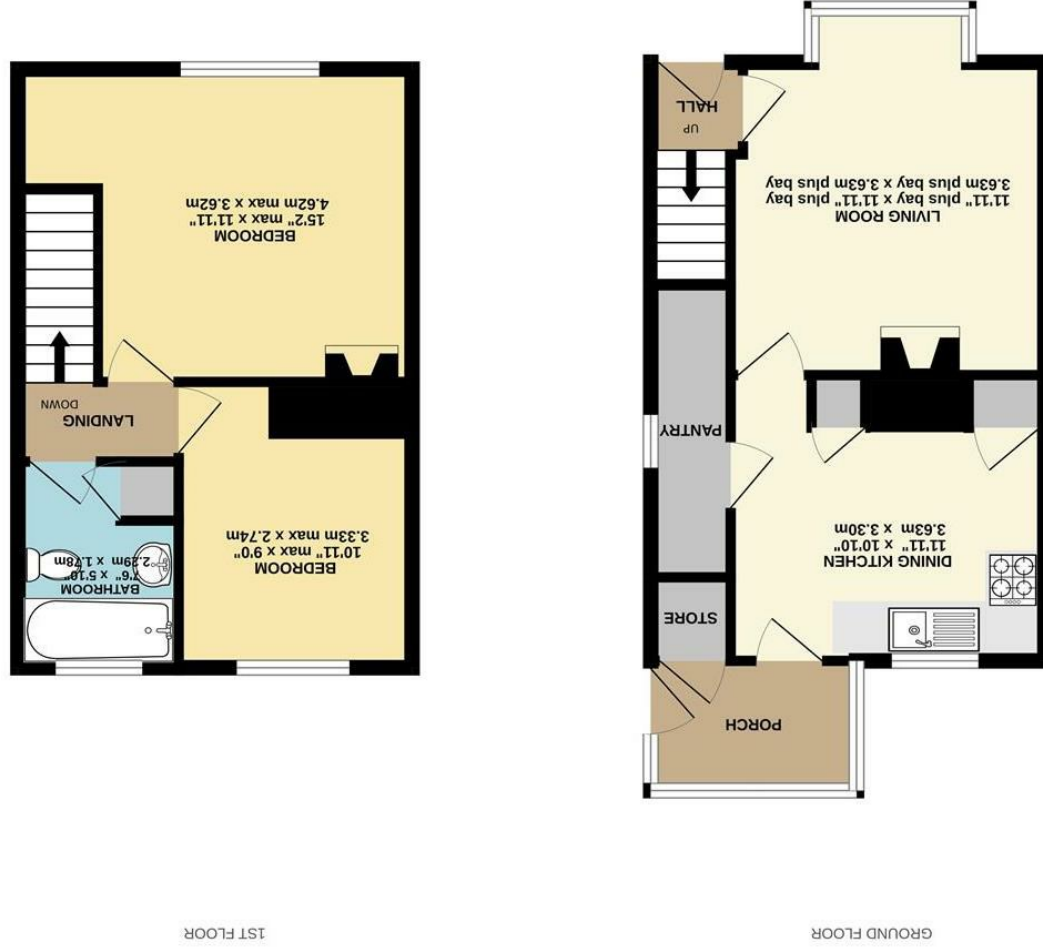 GROUND FLOOR
PORCH
STORE
DINING KITCHEN
11'11" x 10'10"
3.63m x 3.30m
PANTRY
LIVING ROOM
11'11" plus bay x 11'11" plus bay
3.63m plus bay x 3.63m plus bay
UP
HALL
1ST FLOOR
BATHROOM
7'6" x 5'10"
2.29m x 1.78m
BEDROOM
10'11" max x 9'0"
3.33m max x 2.74m
LANDING
DOWN
BEDROOM
15'2" max x 11'11"
4.62m max x 3.62m